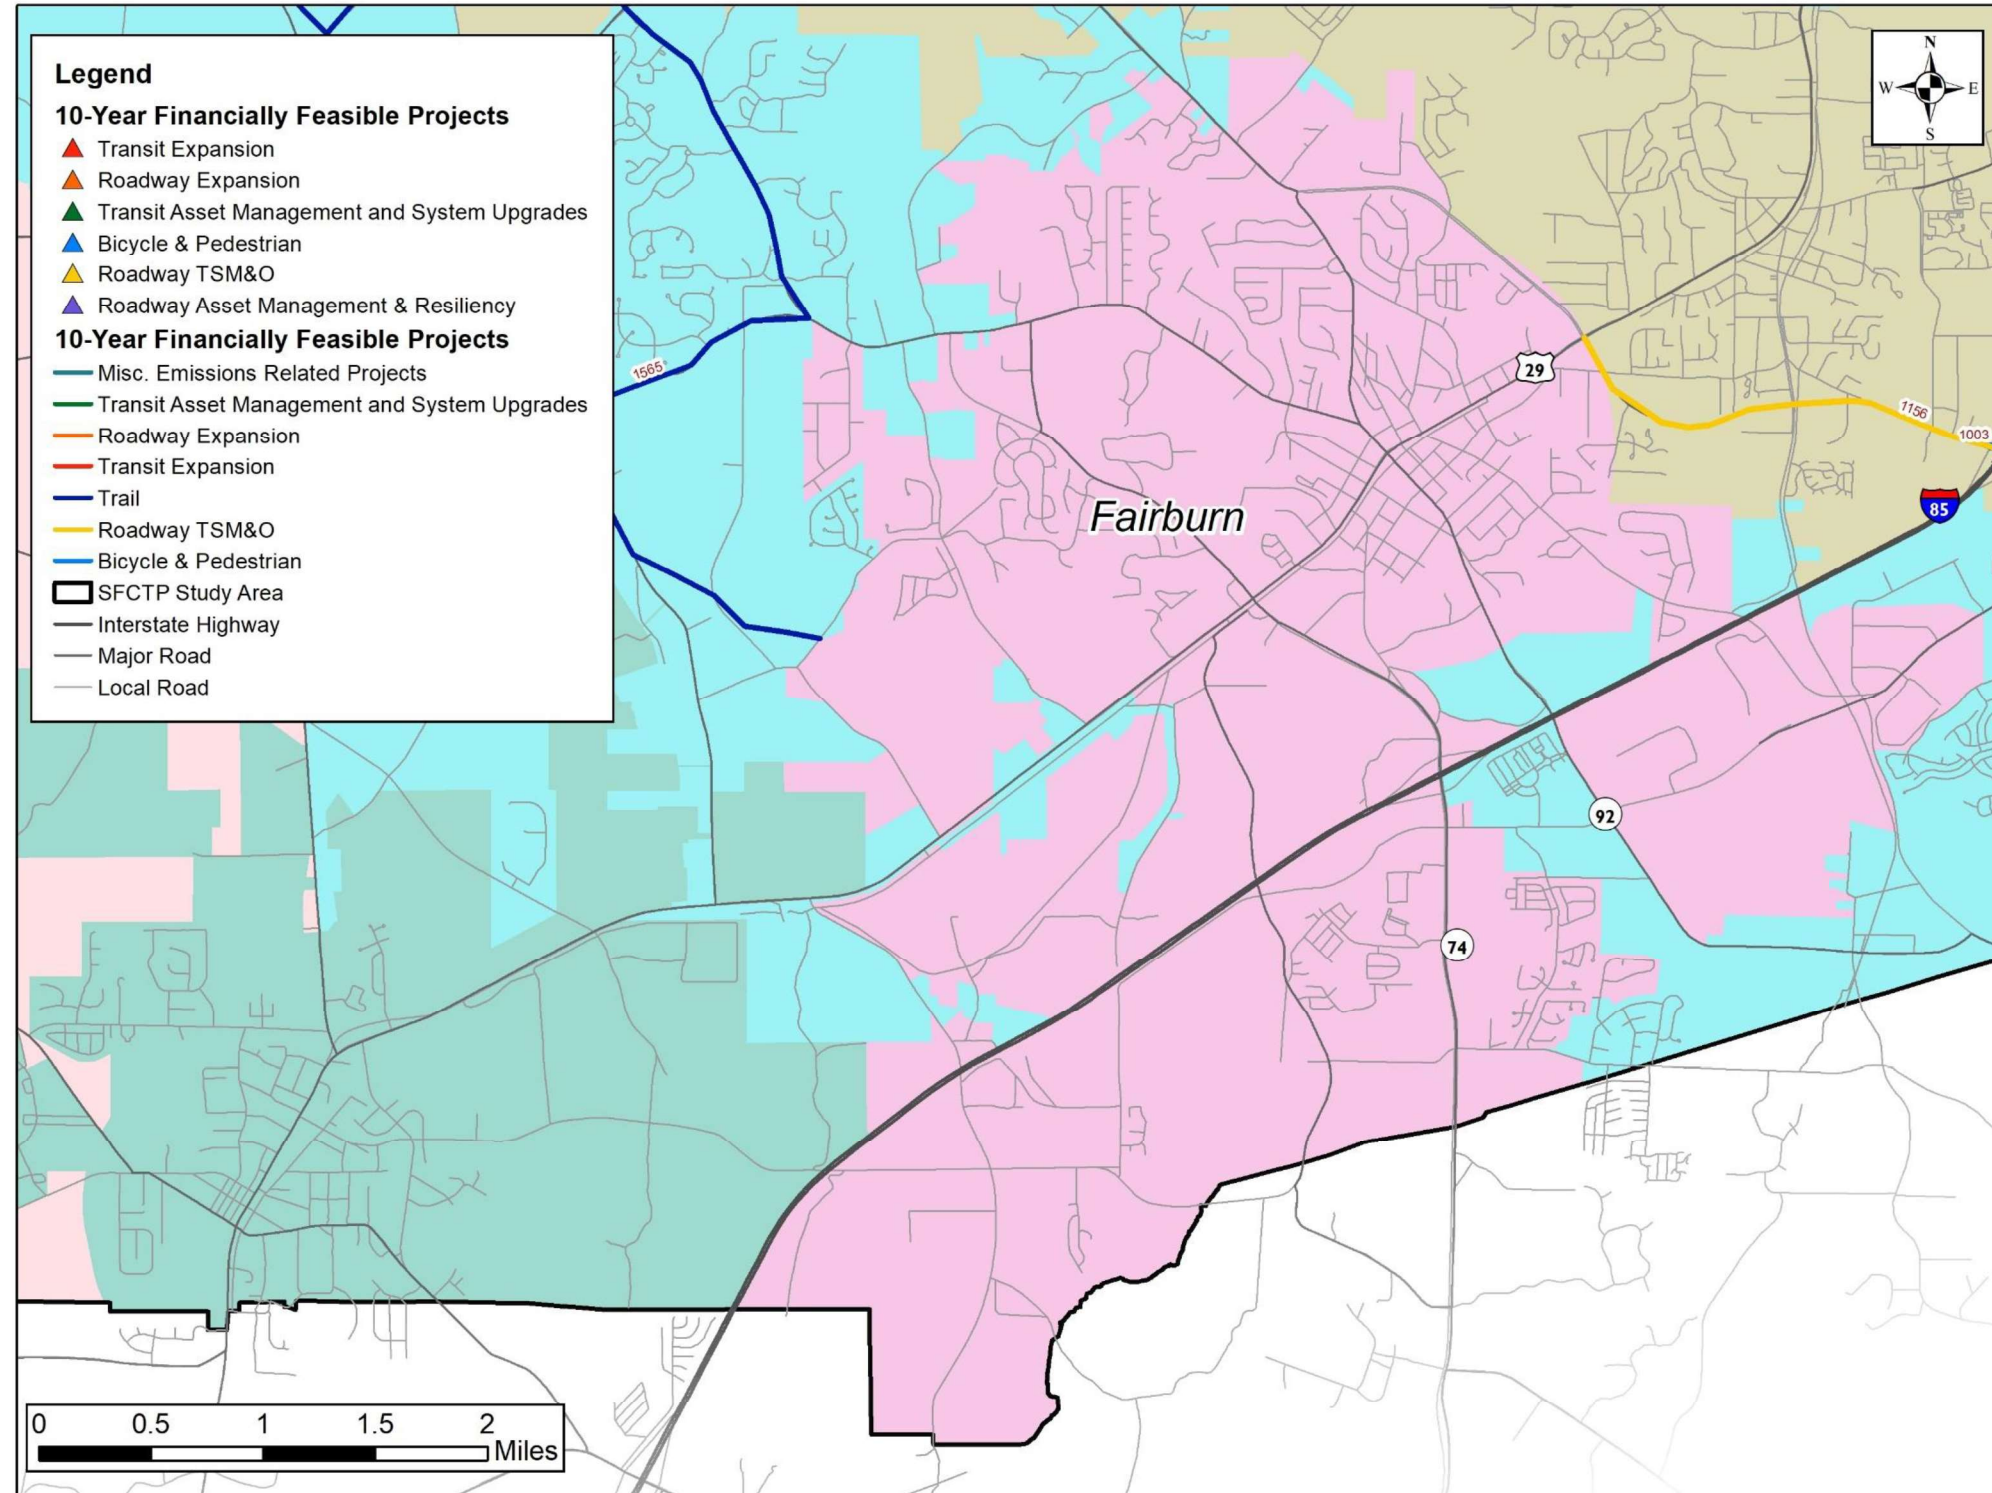 Legend
10-Year Financially Feasible Projects
Transit Expansion
Roadway Expansion
Transit Asset Management and System Upgrades
Bicycle & Pedestrian
Roadway TSM&O
Roadway Asset Management & Resiliency
10-Year Financially Feasible Projects
Misc. Emissions Related Projects
Transit Asset Management and System Upgrades
Roadway Expansion
Transit Expansion
Trail
Roadway TSM&O
Bicycle & Pedestrian
SFCTP Study Area
Interstate Highway
Major Road
Local Road
N
W E
S
1565
29
1156
1003
85
Fairburn
92
74
0 0.5 1 1.5 2
Miles